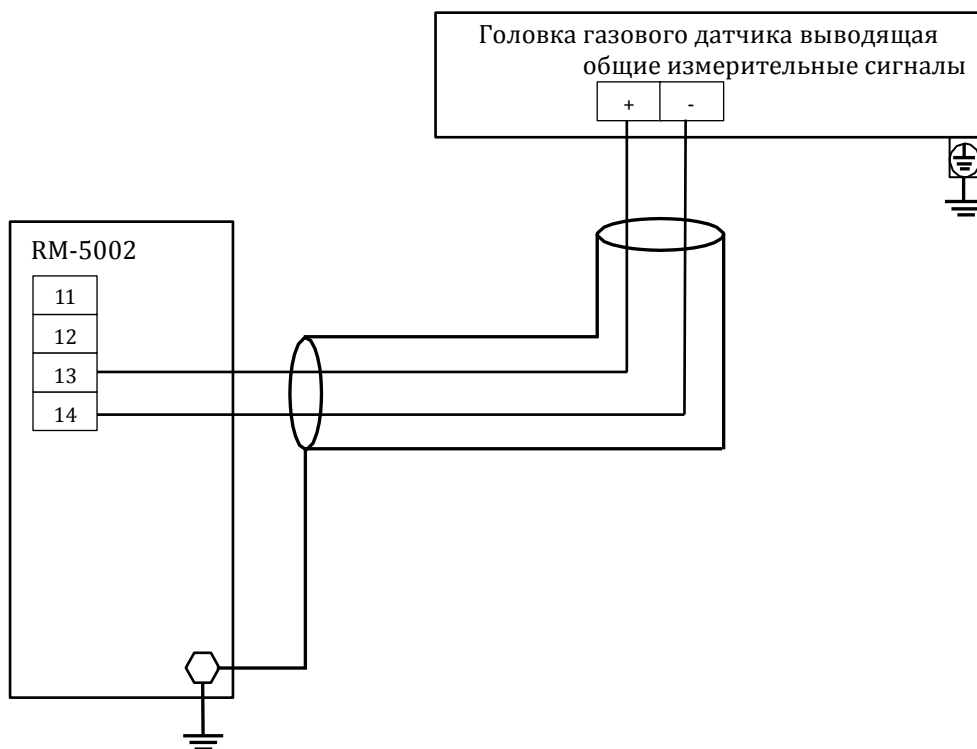 Головка газового датчика выводящая
общие измерительные сигналы
+ -
RM-5002
11
12
13
14